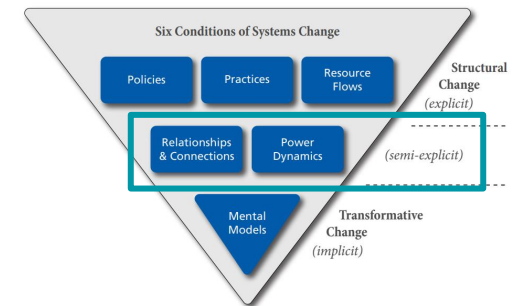 Six Conditions of Systems Change
Policies
Practices
Resource
Flows
Structural
Change
(explicit)
Relationships
& Connections
Power
Dynamics
(semi-explicit)
Mental
Models
Transformative
Change
(implicit)